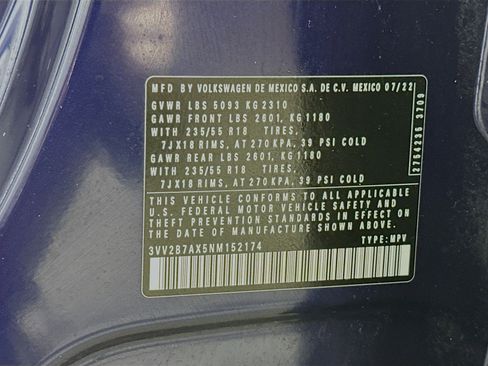 MFD BY VOLKSWAGEN DE MEXICO S.A. DE C.V. MEXICO 07/22
GVWR LBS 5093 KG 2310
GAWR FRONT LBS 2601, KG 1180
WITH 235/55 R18 TIRES,
7JX18 RIMS, AT 270 KPA, 39 PSI COLD
GAWR REAR LBS 2601, KG 1180
WITH 235/55 R18 TIRES,
7JX18 RIMS, AT 270 KPA, 39 PSI COLD
THIS VEHICLE CONFORMS TO ALL APPLICABLE
U.S. FEDERAL MOTOR VEHICLE SAFETY AND
THEFT PREVENTION STANDARDS IN EFFECT ON
THE DATE OF MANUFACTURE SHOWN ABOVE.
3VV2B7AX5NM152174 TYPE: MPV
2754236 3709